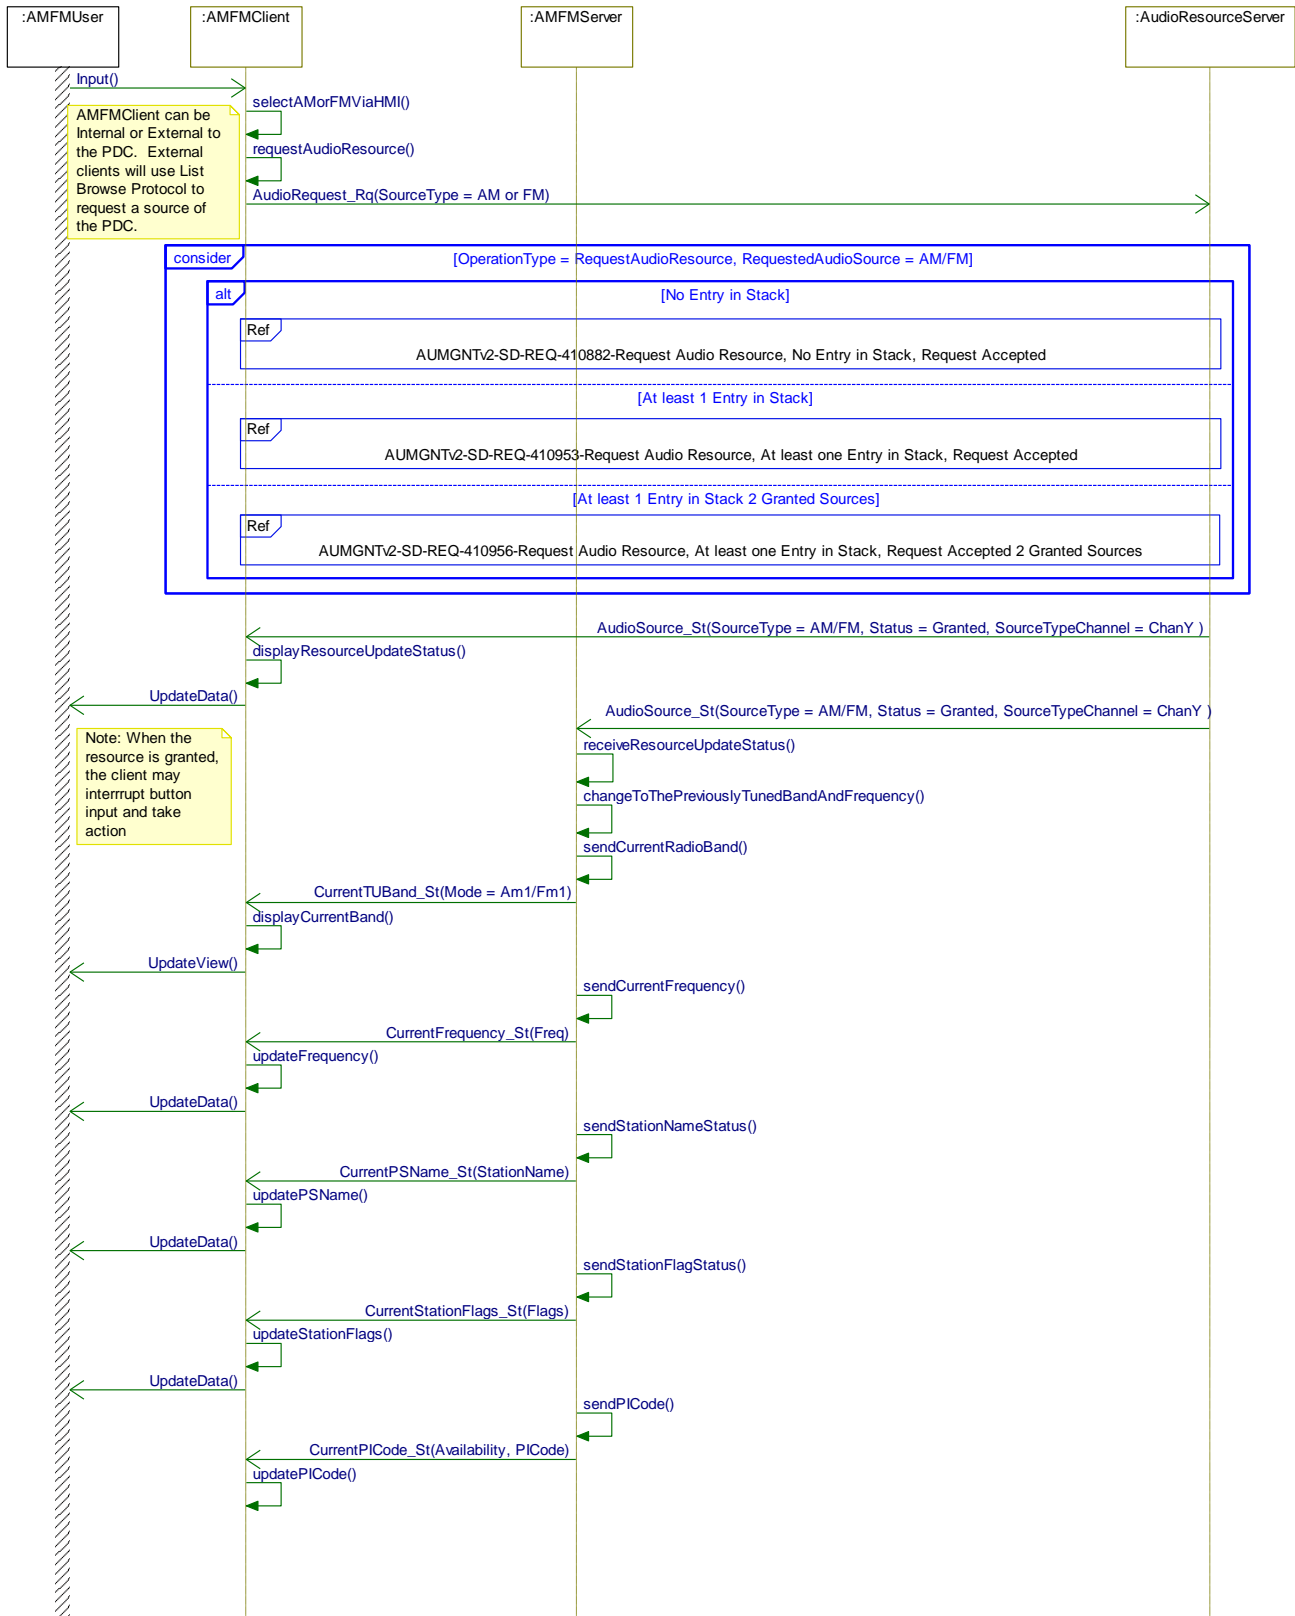 :AMFMUser
:AMFMClient
:AMFMServer
:AudioResourceServer
Input()
selectAMorFMViaHMI()
AMFMClient can be
Internal or External to
the PDC. External
clients will use List
Browse Protocol to
request a source of
the PDC.
requestAudioResource()
AudioRequest_Rq(SourceType = AM or FM)
consider
[OperationType = RequestAudioResource, RequestedAudioSource = AM/FM]
alt
[No Entry in Stack]
Ref
AUMGNTv2-SD-REQ-410882-Request Audio Resource, No Entry in Stack, Request Accepted
[At least 1 Entry in Stack]
Ref
AUMGNTv2-SD-REQ-410953-Request Audio Resource, At least one Entry in Stack, Request Accepted
[At least 1 Entry in Stack 2 Granted Sources]
Ref
AUMGNTv2-SD-REQ-410956-Request Audio Resource, At least one Entry in Stack, Request Accepted 2 Granted Sources
AudioSource_St(SourceType = AM/FM, Status = Granted, SourceTypeChannel = ChanY )
displayResourceUpdateStatus()
UpdateData()
AudioSource_St(SourceType = AM/FM, Status = Granted, SourceTypeChannel = ChanY )
Note: When the
resource is granted,
the client may
interrrupt button
input and take
action
receiveResourceUpdateStatus()
changeToThePreviouslyTunedBandAndFrequency()
sendCurrentRadioBand()
CurrentTUBand_St(Mode = Am1/Fm1)
displayCurrentBand()
UpdateView()
sendCurrentFrequency()
CurrentFrequency_St(Freq)
updateFrequency()
UpdateData()
sendStationNameStatus()
CurrentPSName_St(StationName)
updatePSName()
UpdateData()
sendStationFlagStatus()
CurrentStationFlags_St(Flags)
updateStationFlags()
UpdateData()
sendPICode()
CurrentPICode_St(Availability, PICode)
updatePICode()